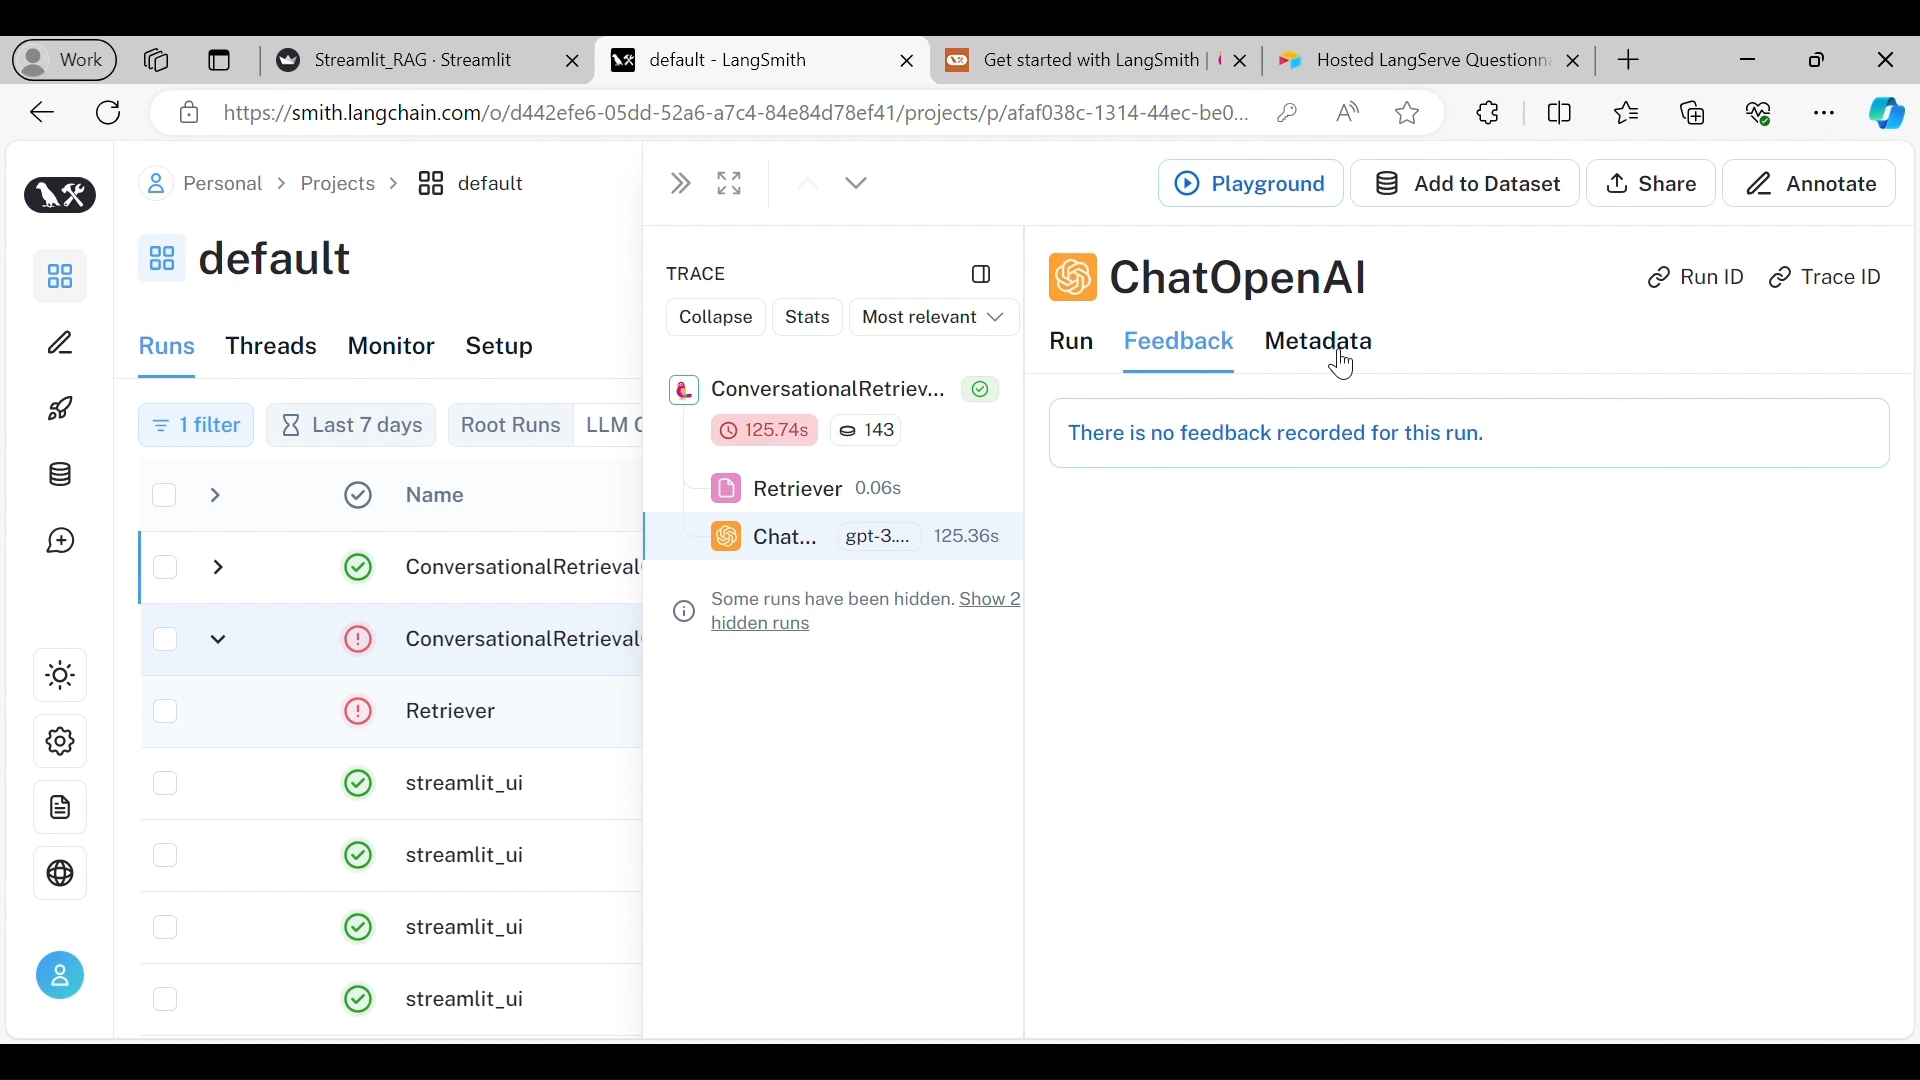 Work
Streamlit_RAG · Streamlit
default - LangSmith
Get started with LangSmith |
Hosted LangServe Questionn
https://smith.langchain.com/o/d442efe6-05dd-52a6-a7c4-84e84d78ef41/projects/p/afaf038c-1314-44ec-be0...
Personal > Projects > default
Playground
Add to Dataset
Share
Annotate
default
Runs
Threads
Monitor
Setup
1 filter
Last 7 days
Root Runs
LLM C
Name
ConversationalRetrieval
ConversationalRetrieval
Retriever
streamlit_ui
streamlit_ui
streamlit_ui
streamlit_ui
TRACE
Collapse
Stats
Most relevant
ConversationalRetriev...
125.74s
143
Retriever 0.06s
Chat... gpt-3.... 125.36s
Some runs have been hidden. Show 2
hidden runs
ChatOpenAI
Run ID
Trace ID
Run
Feedback
Metadata
There is no feedback recorded for this run.